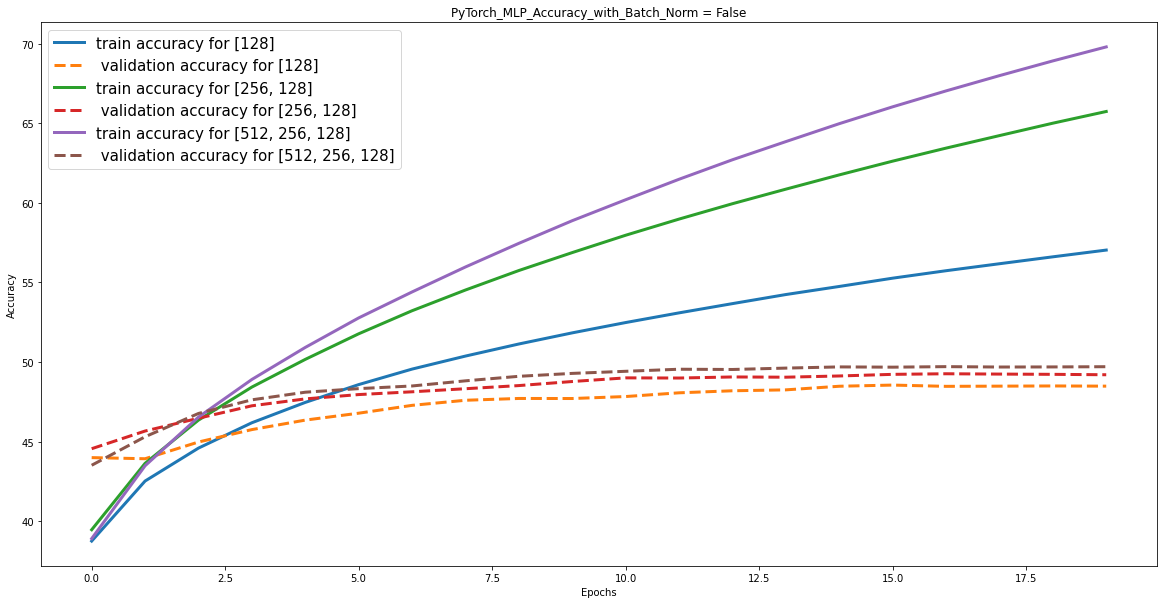 PyTorch_MLP_Accuracy_with_Batch_Norm = False
train accuracy for [128]
validation accuracy for [128]
train accuracy for [256, 128]
validation accuracy for [256, 128]
train accuracy for [512, 256, 128]
validation accuracy for [512, 256, 128]
70
65
60
55
50
45
40
Accuracy
0.0 2.5 5.0 7.5 10.0 12.5 15.0 17.5
Epochs